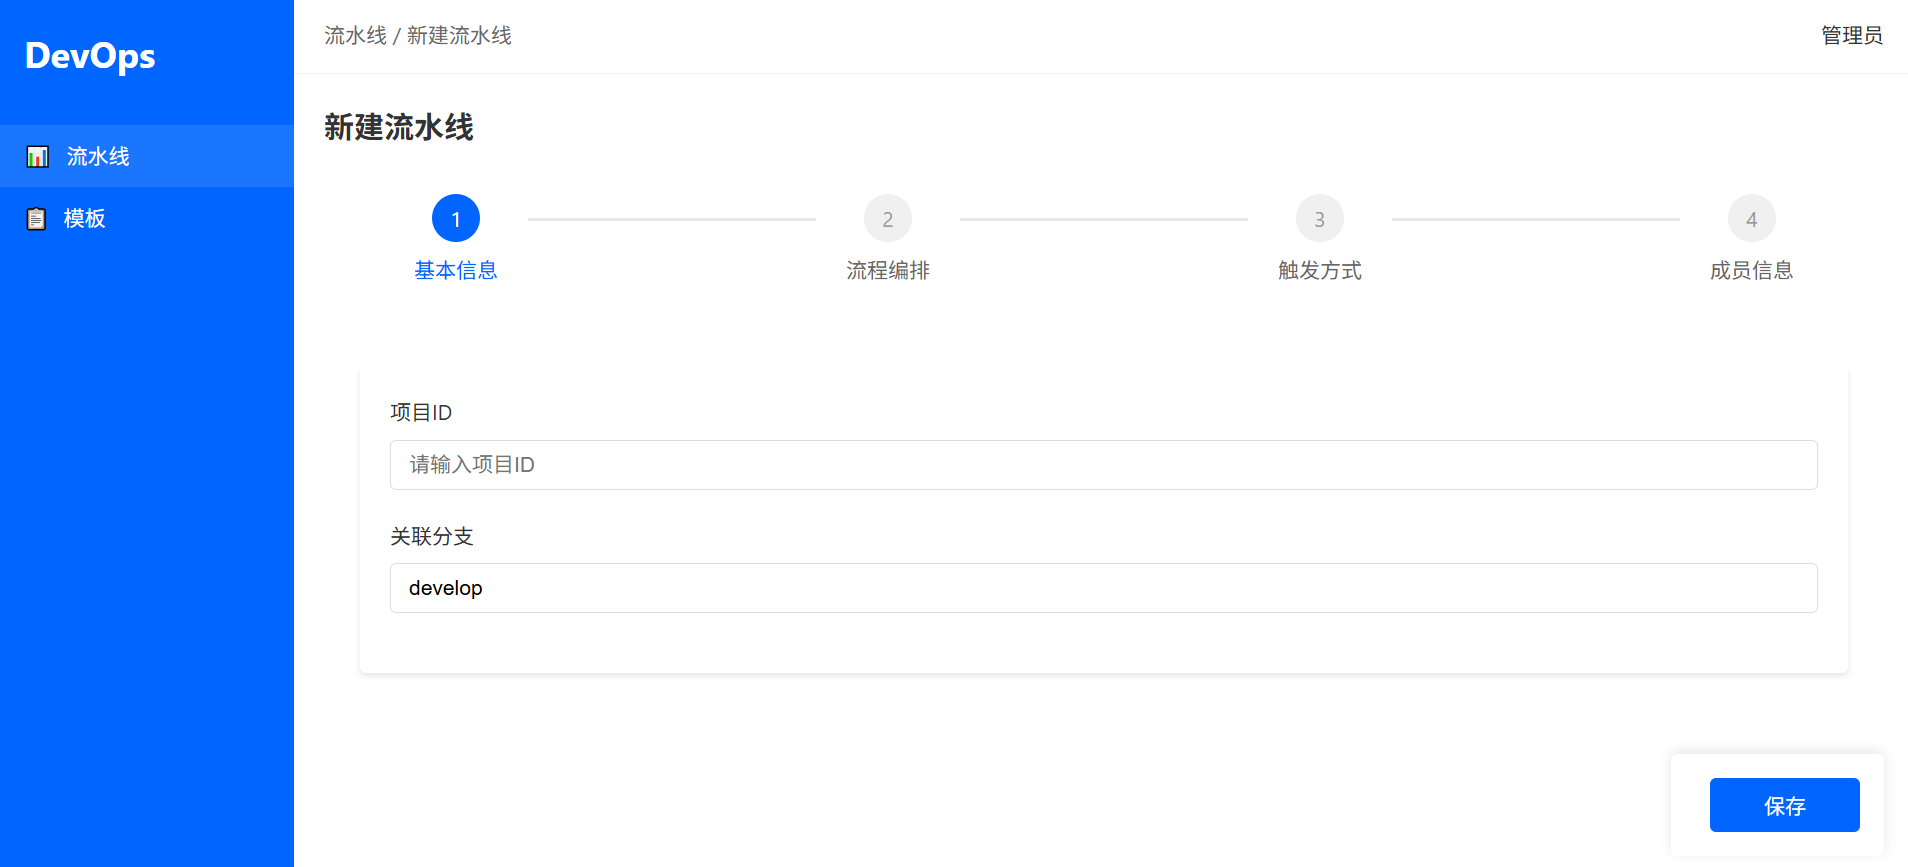 DevOps
流水线
模板
流水线 / 新建流水线
管理员
新建流水线
1
基本信息
2
流程编排
3
触发方式
4
成员信息
项目ID
请输入项目ID
关联分支
develop
保存